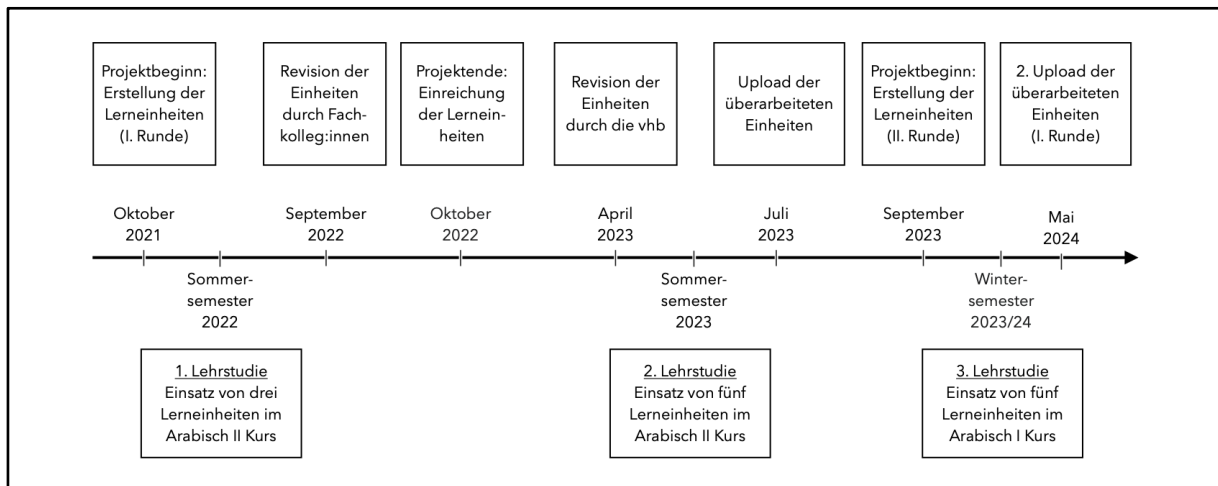 Projektbeginn:
Erstellung der
Lerneinheiten
(I. Runde)
Revision der
Einheiten
durch Fach-
kolleg:innen
Projektende:
Einreichung
der Lernein-
heiten
Revision der
Einheiten
durch die vhb
Upload der
überarbeiteten
Einheiten
Projektbeginn:
Erstellung der
Lerneinheiten
(II. Runde)
2. Upload der
überarbeiteten
Einheiten
(I. Runde)
Oktober
2021
September
2022
Oktober
2022
April
2023
Juli
2023
September
2023
Mai
2024
Sommer-
semester
2022
Sommer-
semester
2023
Winter-
semester
2023/24
1. Lehrstudie
Einsatz von drei
Lerneinheiten im
Arabisch II Kurs
2. Lehrstudie
Einsatz von fünf
Lerneinheiten im
Arabisch II Kurs
3. Lehrstudie
Einsatz von fünf
Lerneinheiten im
Arabisch I Kurs